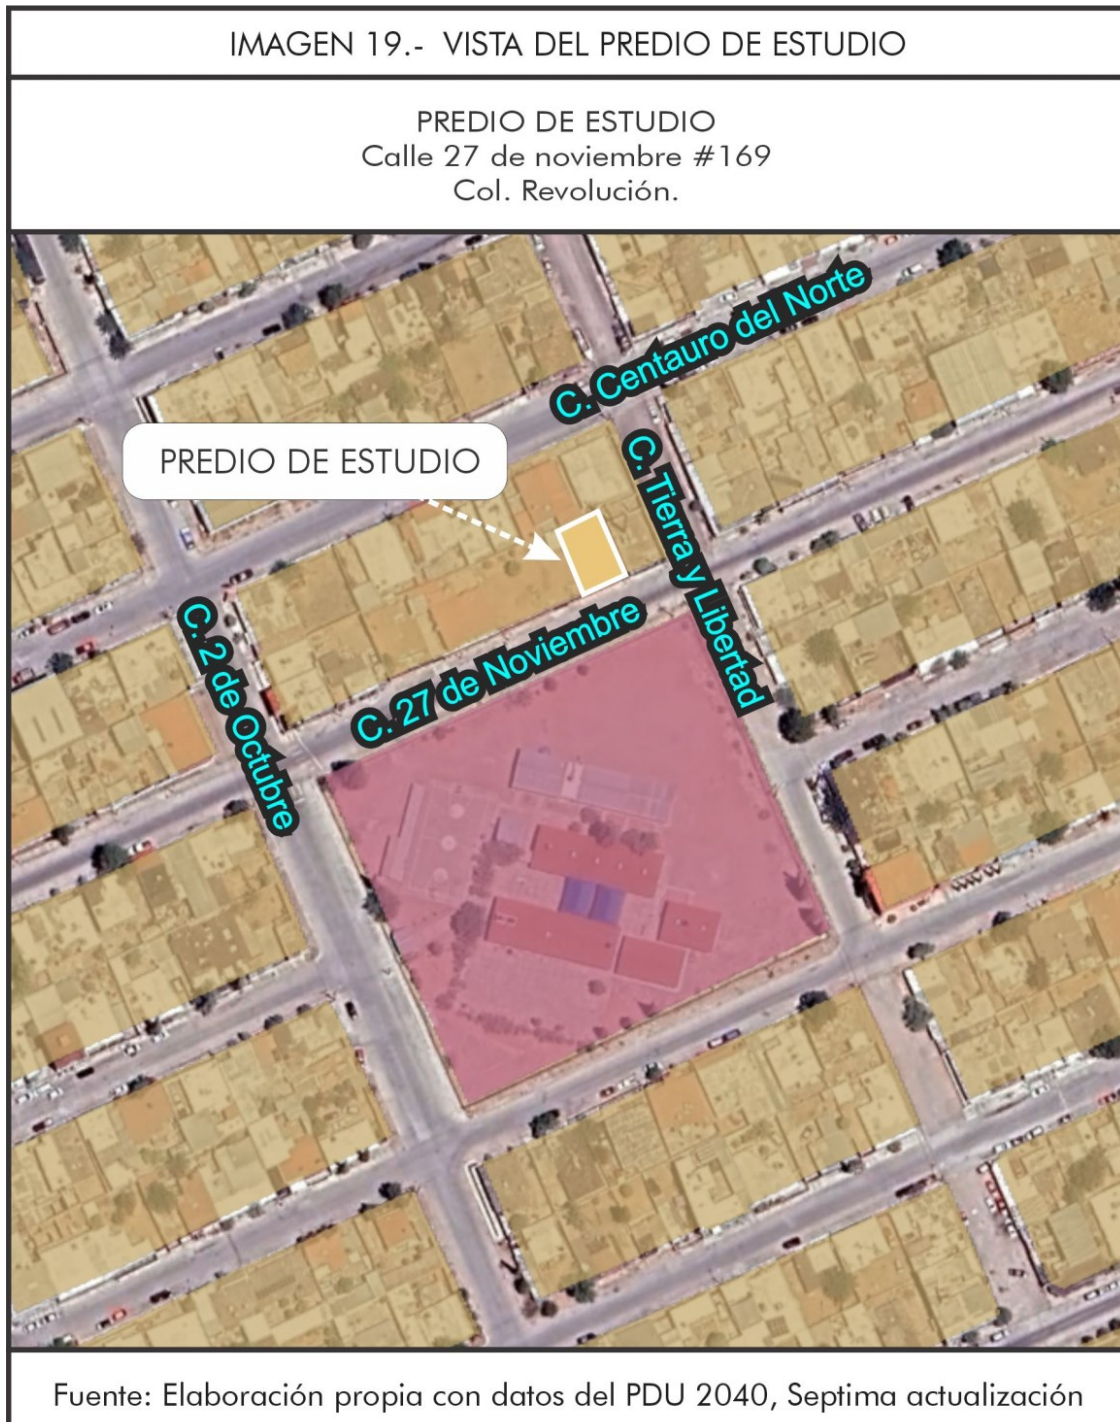 IMAGEN 19.- VISTA DEL PREDIO DE ESTUDIO
PREDIO DE ESTUDIO
Calle 27 de noviembre #169
Col. Revolución.
C. Centauro del Norte
PREDIO DE ESTUDIO
C. Tierra y Libertad
C. 2 de Octubre
C. 27 de Noviembre
Fuente: Elaboración propia con datos del PDU 2040, Septima actualización